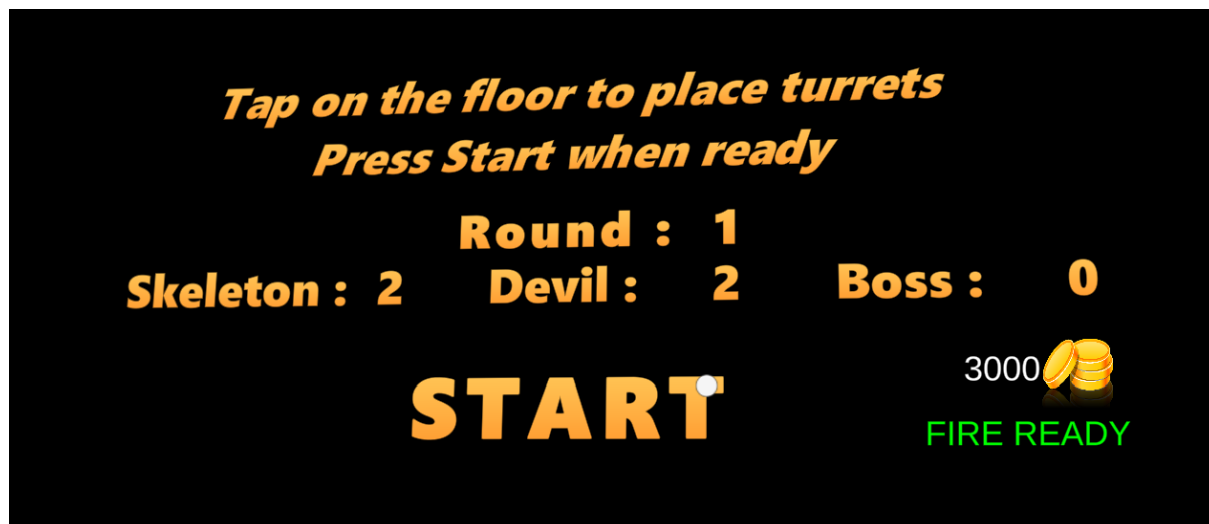 Tap on the floor to place turrets
Press Start when ready
Round : 1
Skeleton : 2 Devil : 2 Boss : 0
3000
START
FIRE READY